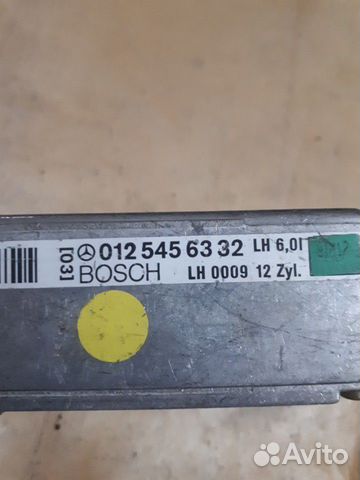 [03] 012 545 63 32 LH 6,0l
BOSCH LH 0009 12 Zyl.
Avito